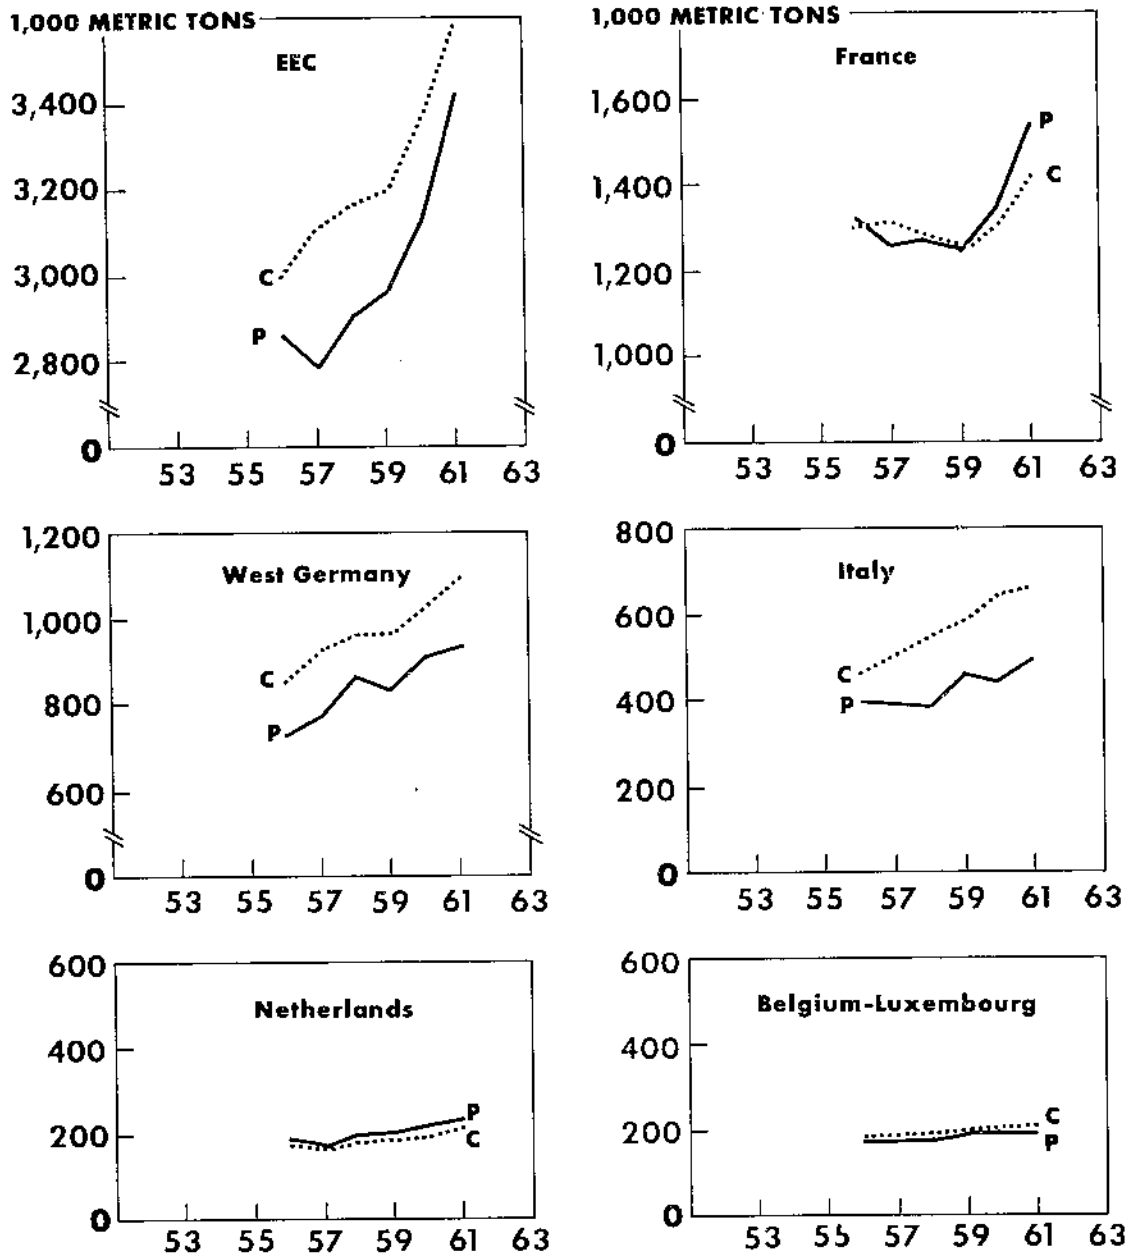 1,000 METRIC TONS
EEC
3,400
3,200
3,000
2,800
0
C
P
53 55 57 59 61 63
1,000 METRIC TONS
France
1,600
1,400
1,200
1,000
0
P
C
53 55 57 59 61 63
1,200
West Germany
1,000
800
600
0
C
P
53 55 57 59 61 63
800
Italy
600
400
200
0
C
P
53 55 57 59 61 63
600
Netherlands
400
200
0
P
C
53 55 57 59 61 63
600
Belgium-Luxembourg
400
200
0
C
P
53 55 57 59 61 63